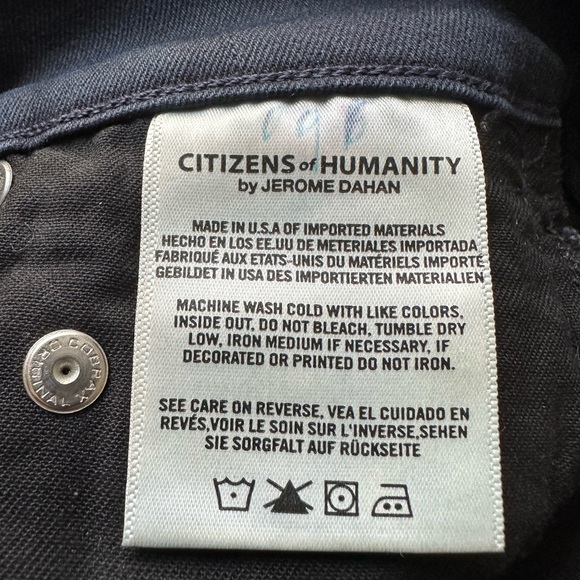 CITIZENS of HUMANITY
by JEROME DAHAN
MADE IN U.S.A OF IMPORTED MATERIALS
HECHO EN LOS EE.UU DE METERIALES IMPORTADA
FABRIQUÉ AUX ETATS-UNIS DU MATÉRIELS IMPORTÉ
GEBILDET IN USA DES IMPORTIERTEN MATERIALIEN
MACHINE WASH COLD WITH LIKE COLORS,
INSIDE OUT, DO NOT BLEACH, TUMBLE DRY
LOW, IRON MEDIUM IF NECESSARY, IF
DECORATED OR PRINTED DO NOT IRON.
SEE CARE ON REVERSE, VEA EL CUIDADO EN
REVÉS,VOIR LE SOIN SUR L'INVERSE,SEHEN
SIE SORGFALT AUF RÜCKSEITE
ORIGINAL